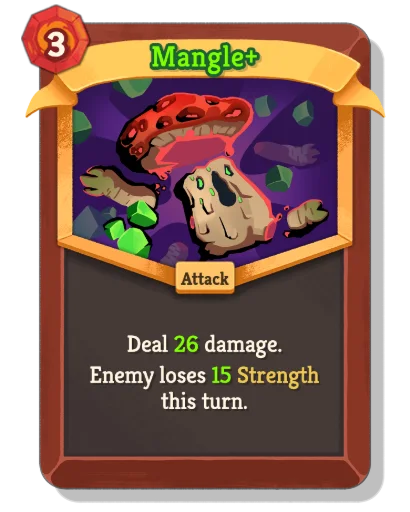 3
Mangle+
Attack
Deal 26 damage.
Enemy loses 15 Strength
this turn.